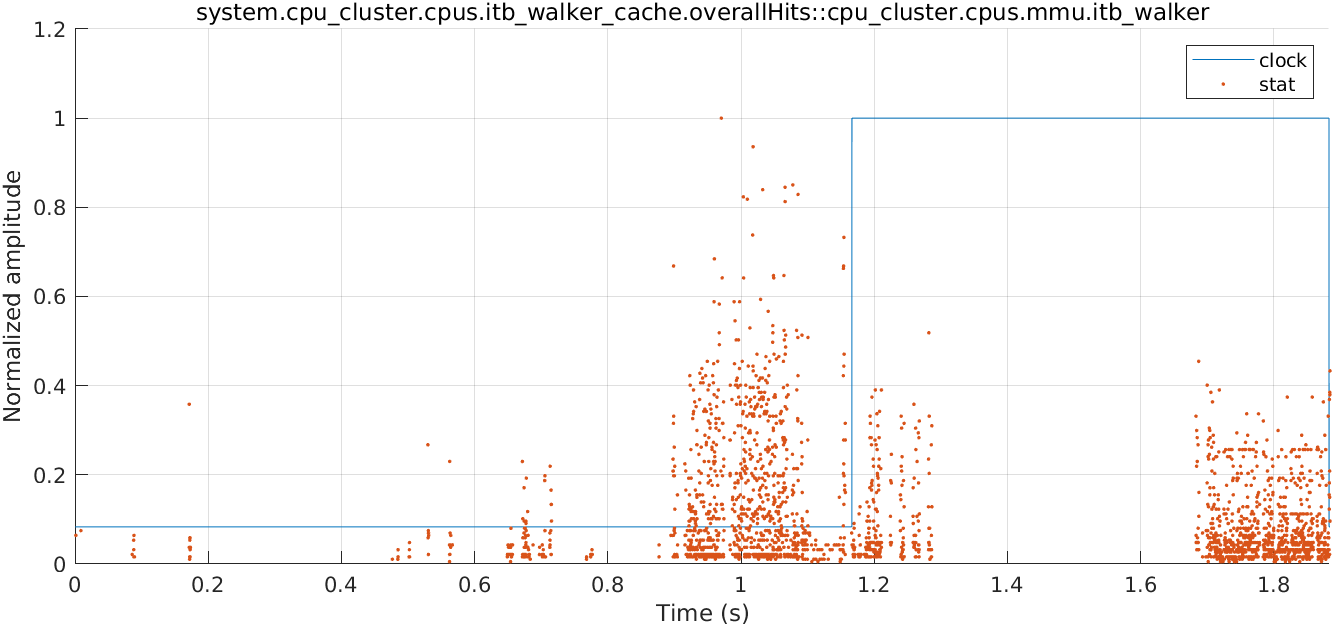 system.cpu_cluster.cpus.itb_walker_cache.overallHits::cpu_cluster.cpus.mmu.itb_walker
1.2
1
0.8
0.6
0.4
0.2
0
Normalized amplitude
clock
stat
0 0.2 0.4 0.6 0.8 1 1.2 1.4 1.6 1.8
Time (s)